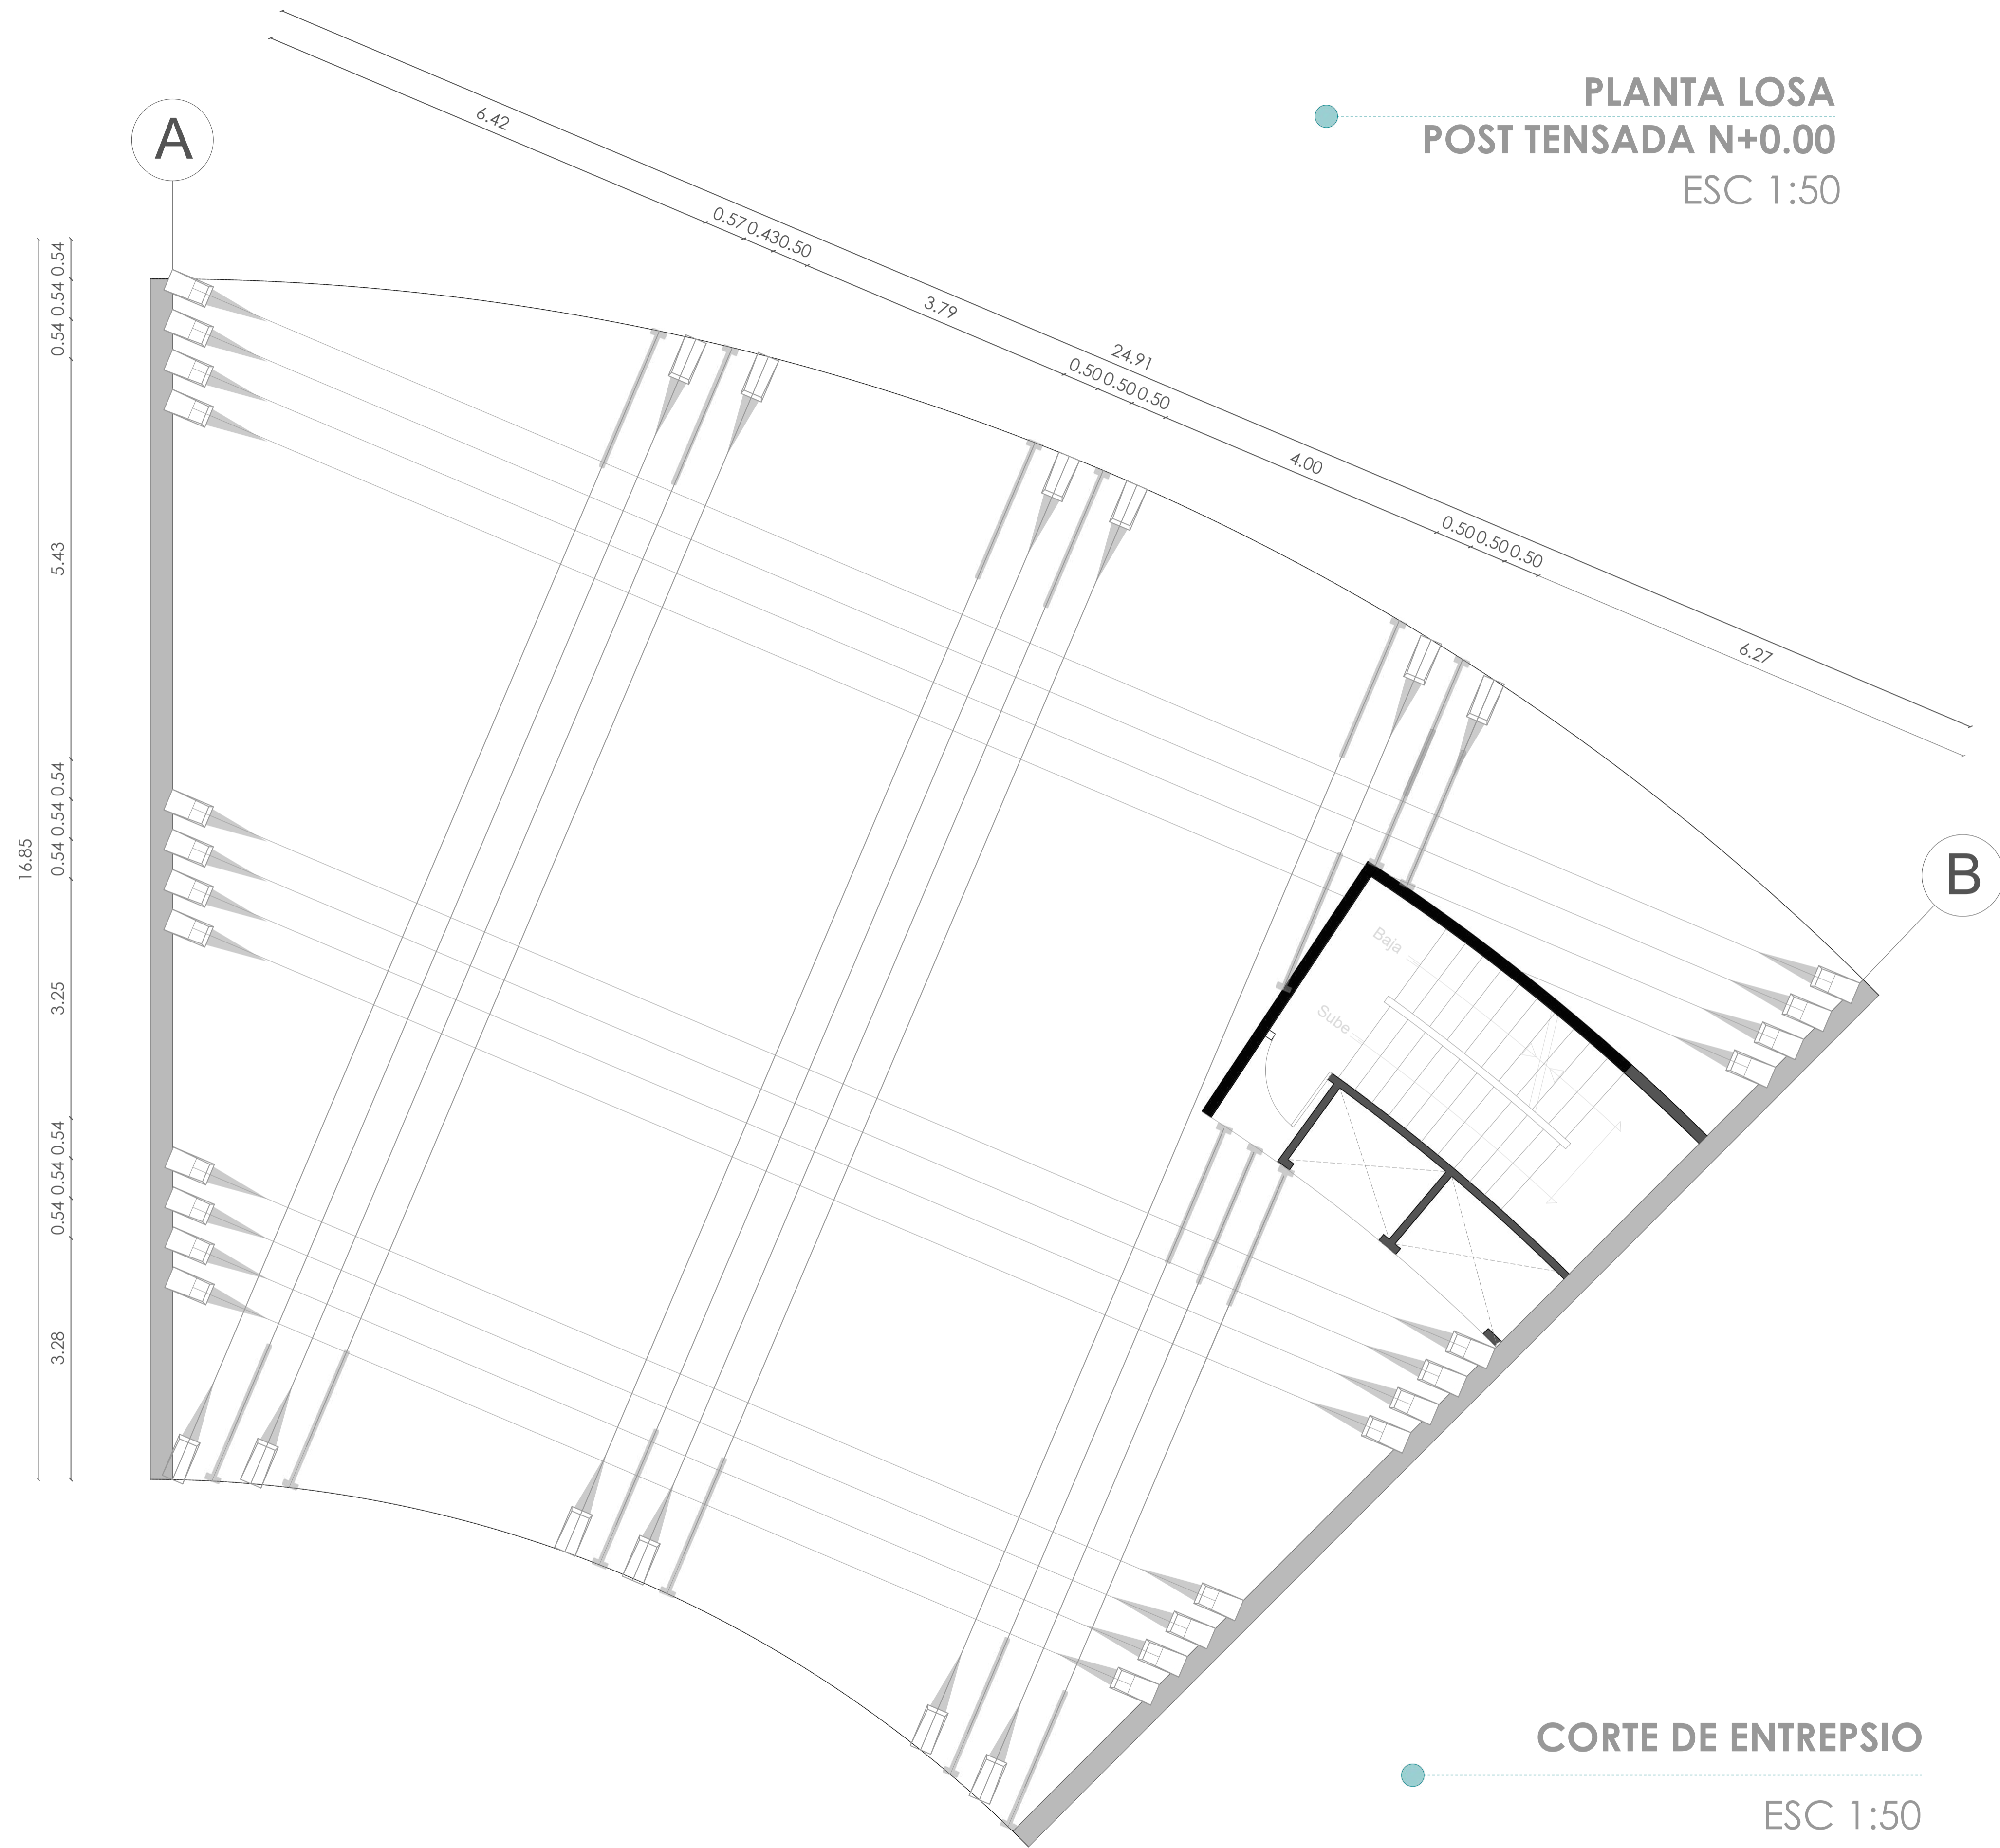 PLANTA LOSA
POST TENSADA N+0.00
ESC 1:50
A
6.42
0.57 0.43 0.50
3.79
24.91
0.50 0.50 0.50
4.00
0.50 0.50 0.50
6.27
0.54
0.54
0.54
5.43
0.54
0.54
0.54
16.85
3.25
0.54
0.54
0.54
3.28
B
Baja
Sube
CORTE DE ENTREPSIO
ESC 1:50